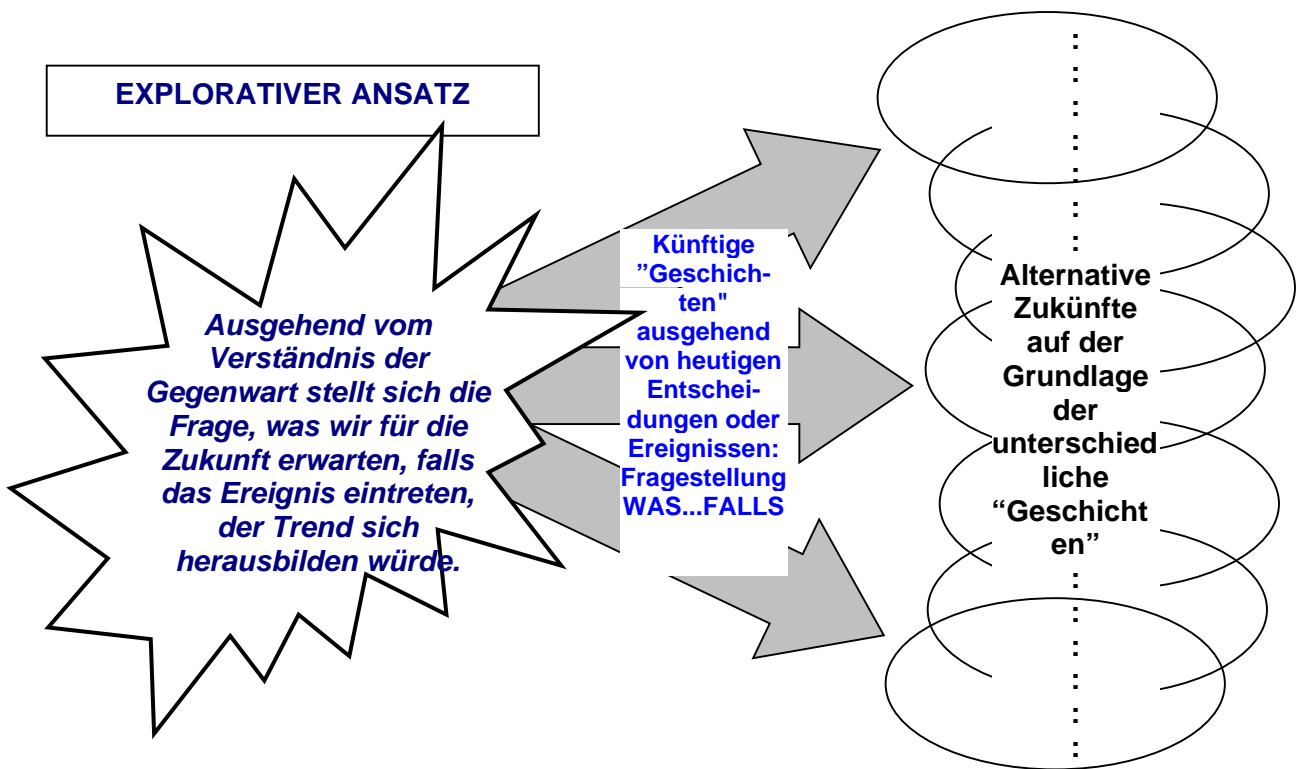 EXPLORATIVER ANSATZ
Ausgehend vom
Verständnis der
Gegenwart stellt sich die
Frage, was wir für die
Zukunft erwarten, falls
das Ereignis eintreten,
der Trend sich
herausbilden würde.
Künftige
”Geschich-
ten"
ausgehend
von heutigen
Entschei-
dungen oder
Ereignissen:
Fragestellung
WAS...FALLS
Alternative
Zukünfte
auf der
Grundlage
der
unterschied
liche
“Geschicht
en”